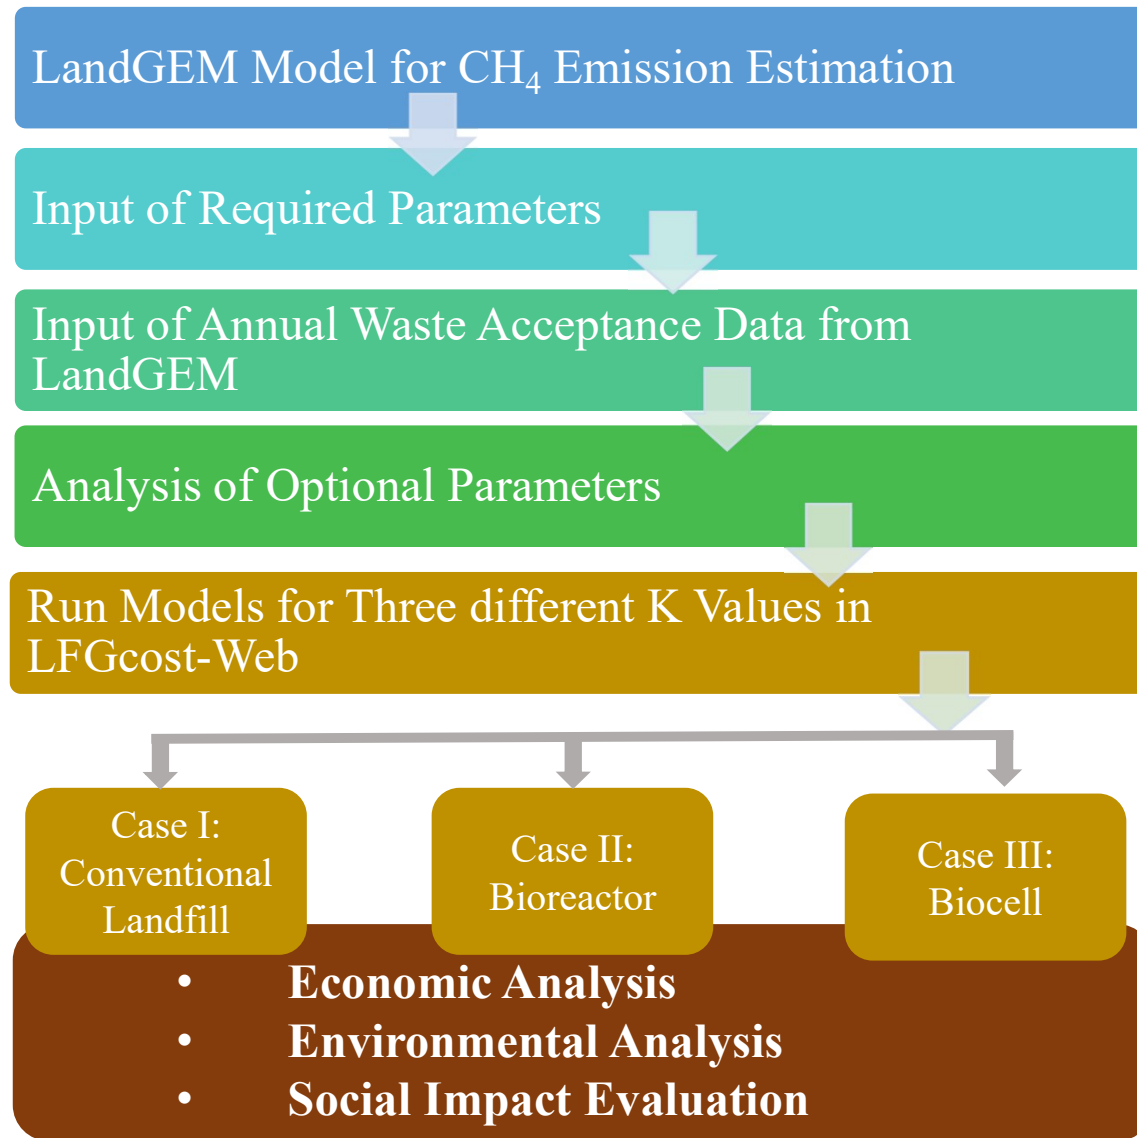 LandGEM Model for CH₄ Emission Estimation
Input of Required Parameters
Input of Annual Waste Acceptance Data from
LandGEM
Analysis of Optional Parameters
Run Models for Three different K Values in
LFGcost-Web
Case I:
Conventional
Landfill
Case II:
Bioreactor
Case III:
Biocell
• Economic Analysis
• Environmental Analysis
• Social Impact Evaluation